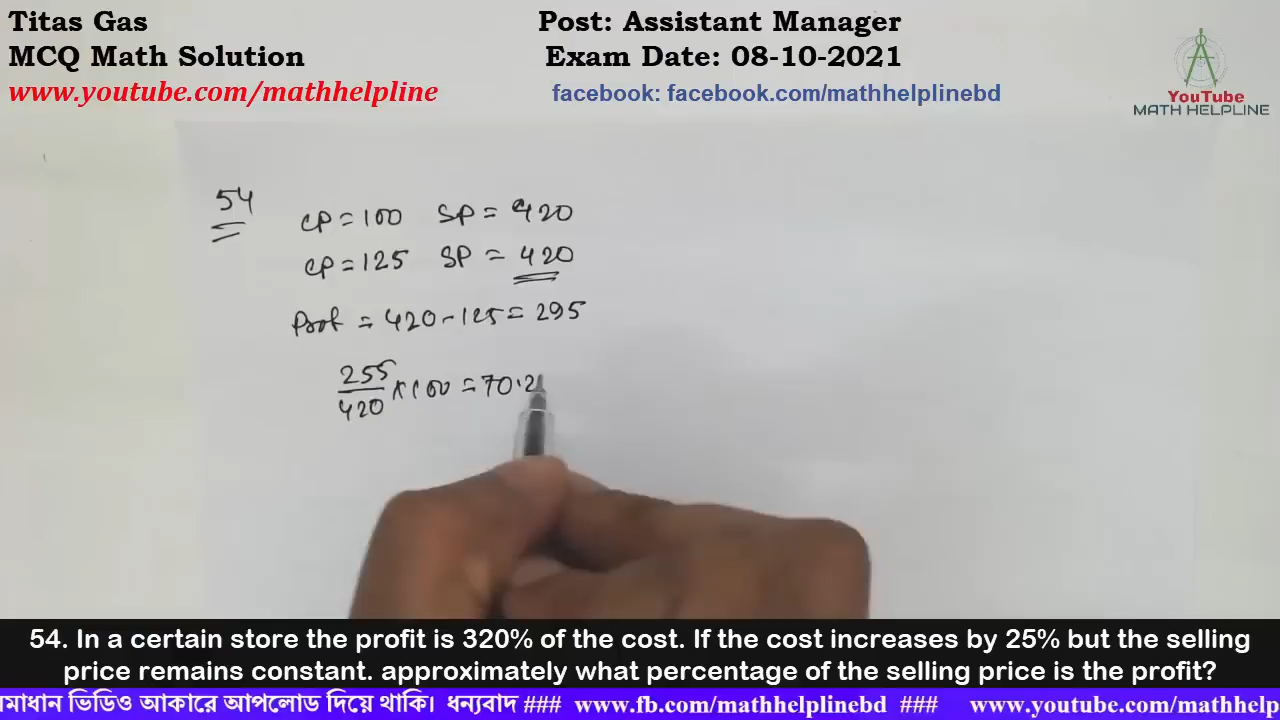 Titas Gas
Post: Assistant Manager
MCQ Math Solution
Exam Date: 08-10-2021
www.youtube.com/mathhelpline
facebook: facebook.com/mathhelplinebd
YouTube
MATH HELPLINE
54
CP = 100 SP = 420
CP = 125 SP = 420
Prof = 420 - 125 = 295
255/420 × 100 = 70.2
54. In a certain store the profit is 320% of the cost. If the cost increases by 25% but the selling
price remains constant. approximately what percentage of the selling price is the profit?
মাধান ভিডিও আকারে আপলোড দিয়ে থাকি। ধন্যবাদ ### www.fb.com/mathhelplinebd ### www.youtube.com/mathhelp